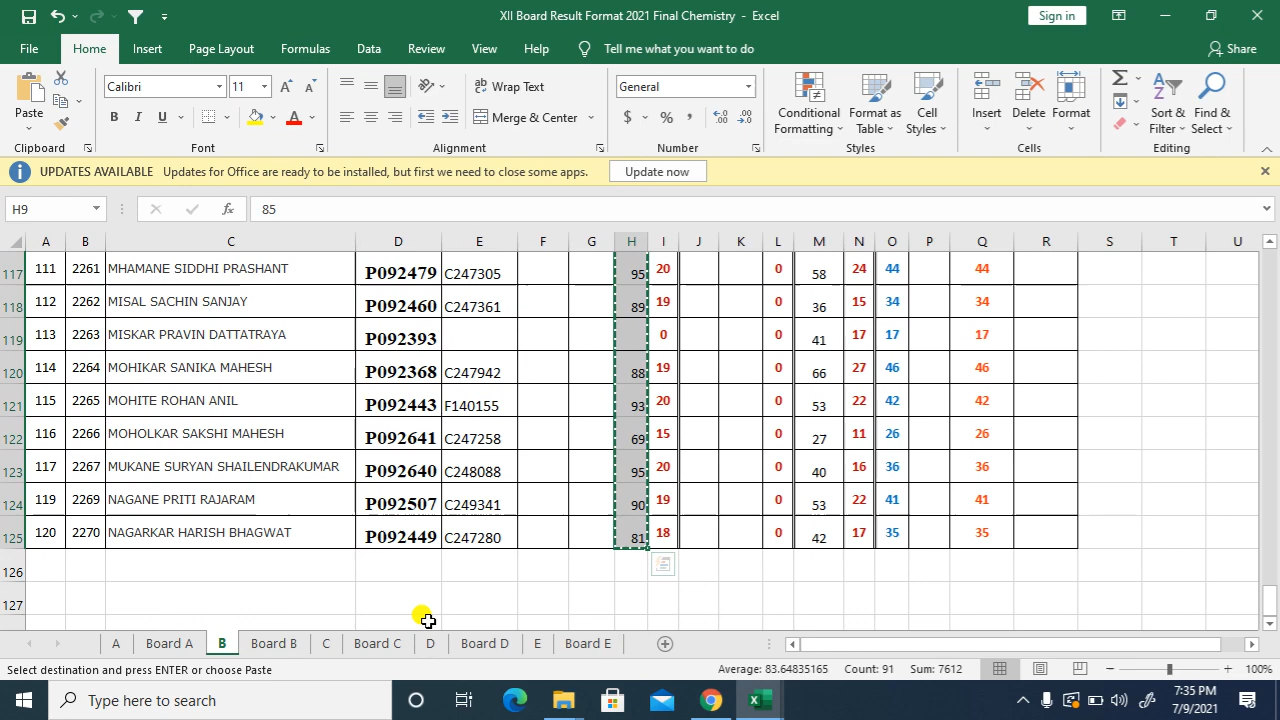 XII Board Result Format 2021 Final Chemistry - Excel
Sign in
File Home Insert Page Layout Formulas Data Review View Help Tell me what you want to do Share
Paste
Calibri 11
B I U
Wrap Text
Merge & Center
General
$ % ,
Conditional Formatting
Format as Table
Cell Styles
Insert Delete Format
Sort & Filter
Find & Select
Clipboard Font Alignment Number Styles Cells Editing
UPDATES AVAILABLE Updates for Office are ready to be installed, but first we need to close some apps. Update now
H9 fx 85
A B C D E F G H I J K L M N O P Q R S T U
117 111 2261 MHAMANE SIDDHI PRASHANT P092479 C247305 95 20 0 58 24 44 44
118 112 2262 MISAL SACHIN SANJAY P092460 C247361 89 19 0 36 15 34 34
119 113 2263 MISKAR PRAVIN DATTATRAYA P092393 0 0 41 17 17 17
120 114 2264 MOHIKAR SANIKA MAHESH P092368 C247942 88 19 0 66 27 46 46
121 115 2265 MOHITE ROHAN ANIL P092443 F140155 93 20 0 53 22 42 42
122 116 2266 MOHOLKAR SAKSHI MAHESH P092641 C247258 69 15 0 27 11 26 26
123 117 2267 MUKANE SURYAN SHAILENDRAKUMAR P092640 C248088 95 20 0 40 16 36 36
124 119 2269 NAGANE PRITI RAJARAM P092507 C249341 90 19 0 53 22 41 41
125 120 2270 NAGARKAR HARISH BHAGWAT P092449 C247280 81 18 0 42 17 35 35
126
127
A Board A B Board B C Board C D Board D E Board E
Select destination and press ENTER or choose Paste Average: 83.64835165 Count: 91 Sum: 7612 100%
Type here to search
7:35 PM
7/9/2021